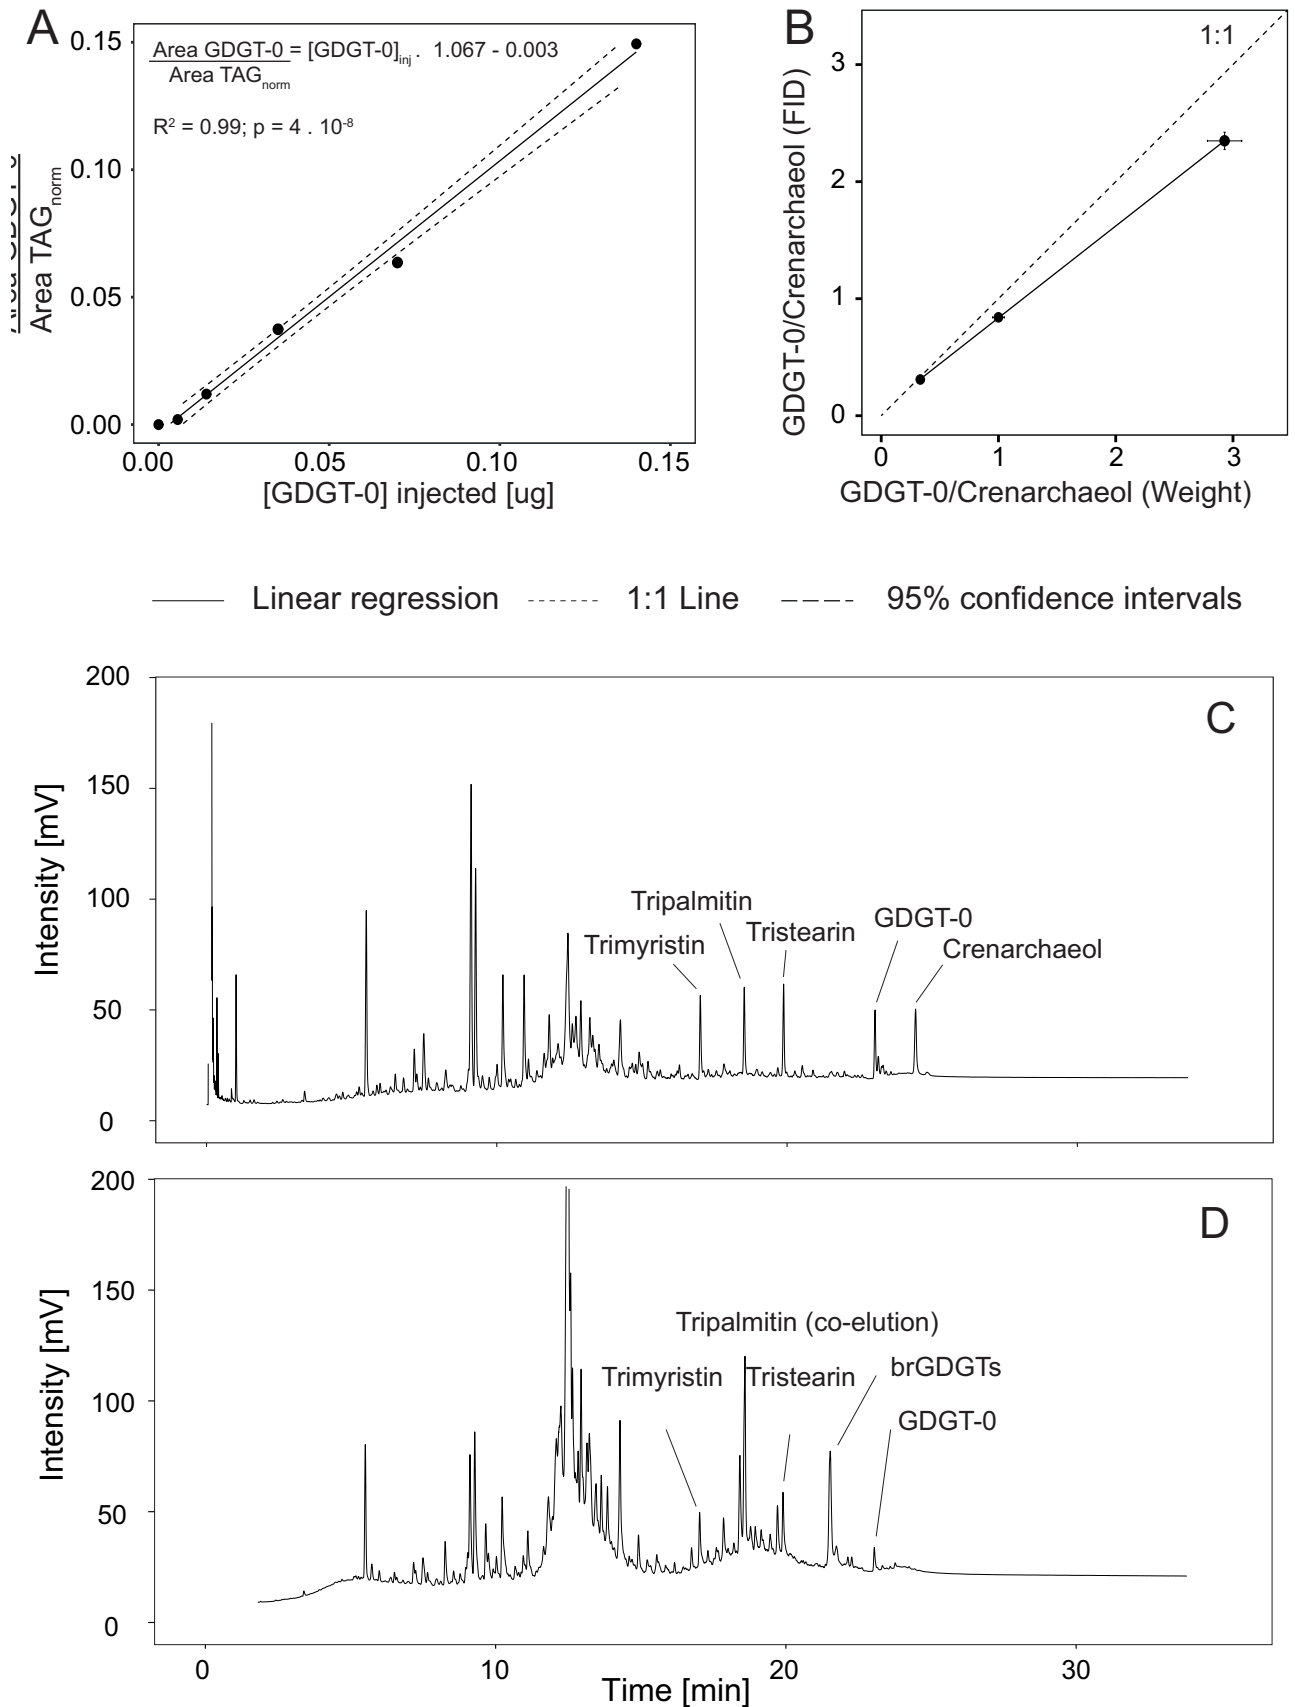 A
Area GDGT-0 = [GDGT-0]inj . 1.067 - 0.003
Area TAGnorm
R² = 0.99; p = 4 . 10⁻⁸
0.15
0.10
0.05
0.00
Area TAGnorm
0.00 0.05 0.10 0.15
[GDGT-0] injected [ug]
B
1:1
3
2
1
0
GDGT-0/Crenarchaeol (FID)
0 1 2 3
GDGT-0/Crenarchaeol (Weight)
Linear regression 1:1 Line 95% confidence intervals
C
200
150
100
50
0
Intensity [mV]
Tripalmitin
Trimyristin
Tristearin
GDGT-0
Crenarchaeol
D
200
150
100
50
0
Intensity [mV]
Tripalmitin (co-elution)
Trimyristin
Tristearin
brGDGTs
GDGT-0
0 10 20 30
Time [min]